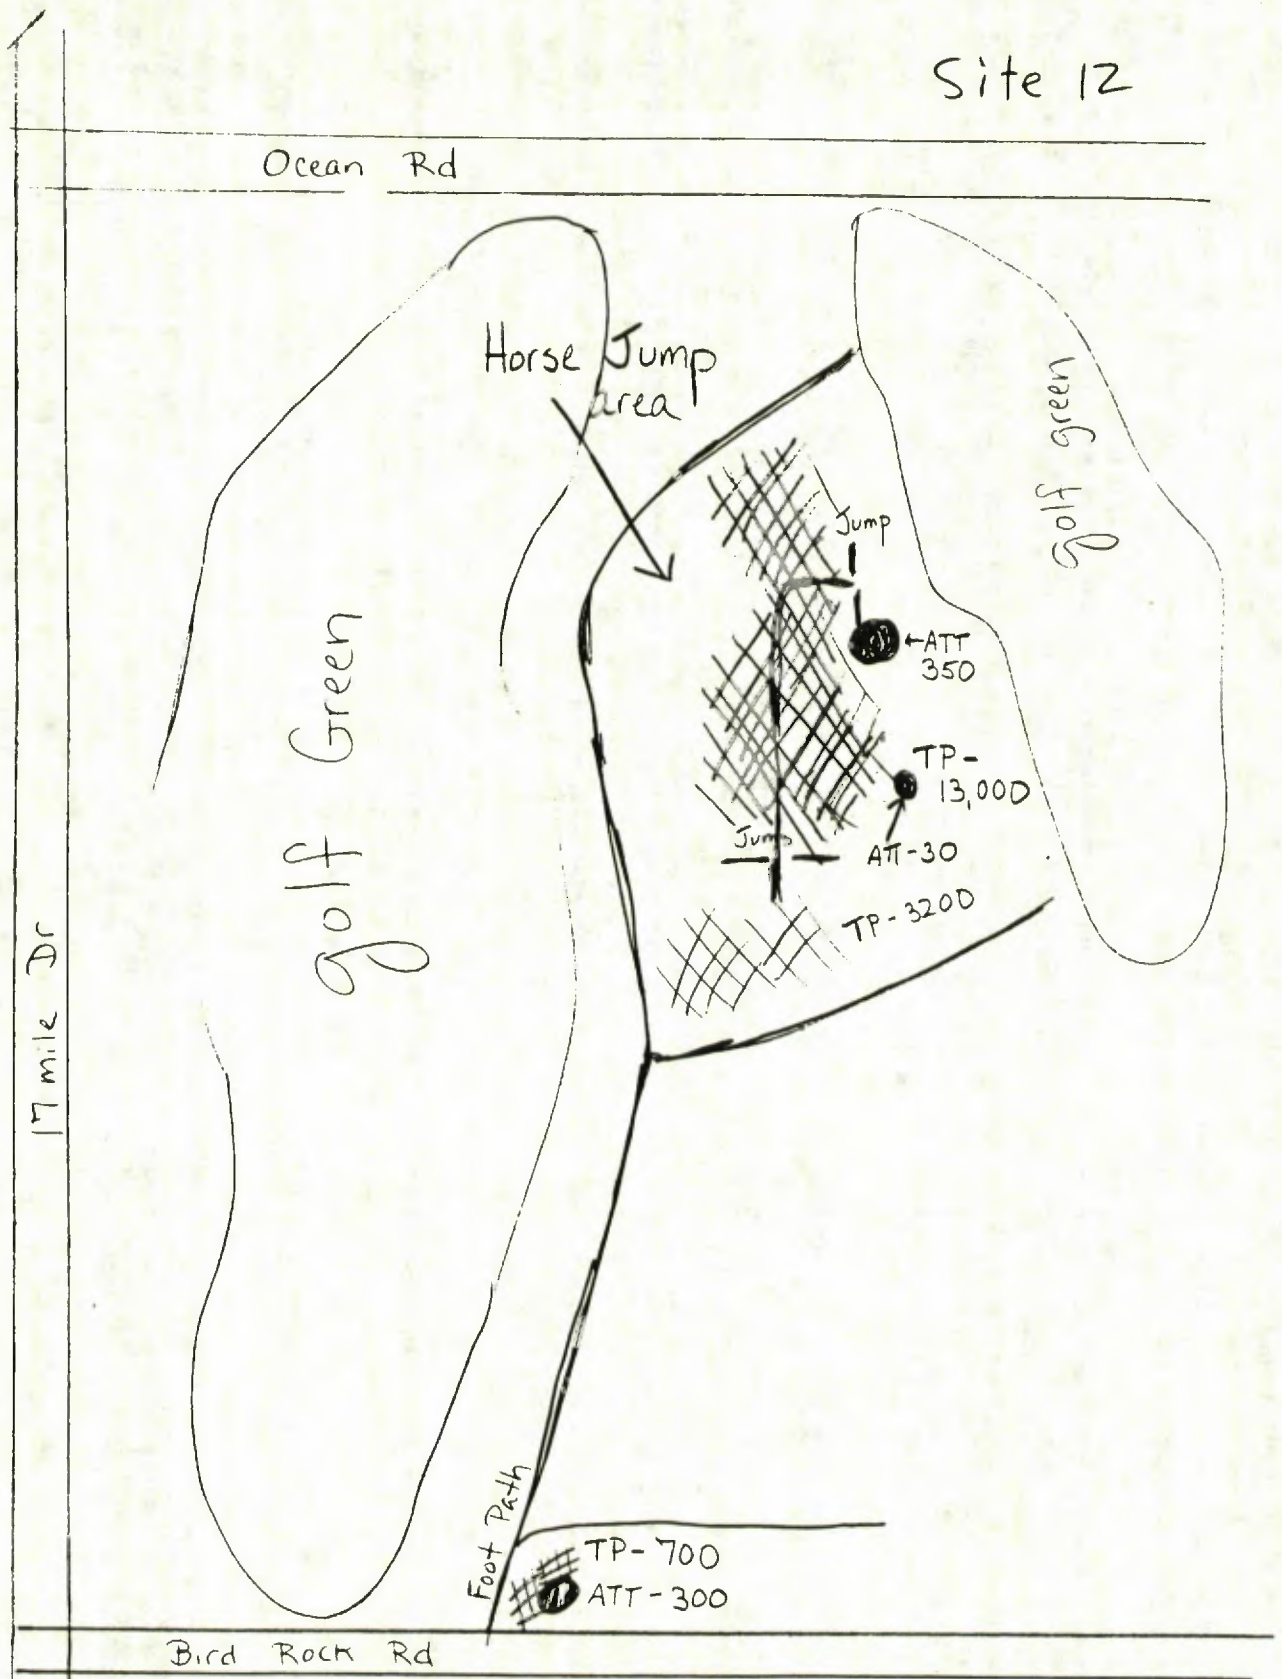 Site 12
Ocean Rd
Horse Jump
area
golf green
Jump
←ATT
350
golf Green
TP-
13,000
Jump
ATT-30
TP-3200
17 mile Dr
Foot Path
TP-700
ATT-300
Bird Rock Rd